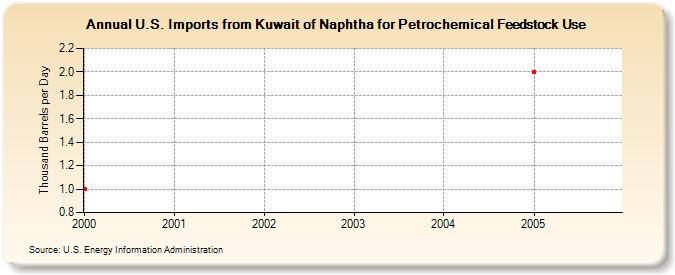 Annual U.S. Imports from Kuwait of Naphtha for Petrochemical Feedstock Use
Thousand Barrels per Day
2.2
2.0
1.8
1.6
1.4
1.2
1.0
0.8
2000 2001 2002 2003 2004 2005
Source: U.S. Energy Information Administration